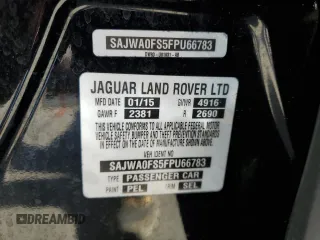 SAJWA0FS5FPU66783
JAGUAR LAND ROVER LTD
MFD DATE 01/15 GVWR 4916
GAWR F 2381 R 2690
THIS VEHICLE CONFORMS TO ALL APPLICABLE FEDERAL MOTOR
VEHICLE SAFETY, BUMPER AND THEFT PREVENTION STANDARDS
IN EFFECT ON THE DATE OF MANUFACTURE SHOWN ABOVE
SAJWA0FS5FPU66783
VEH IDENT NO
TYPE PASSENGER CAR
PAINT PEL TRIM GEL
DREAMBID